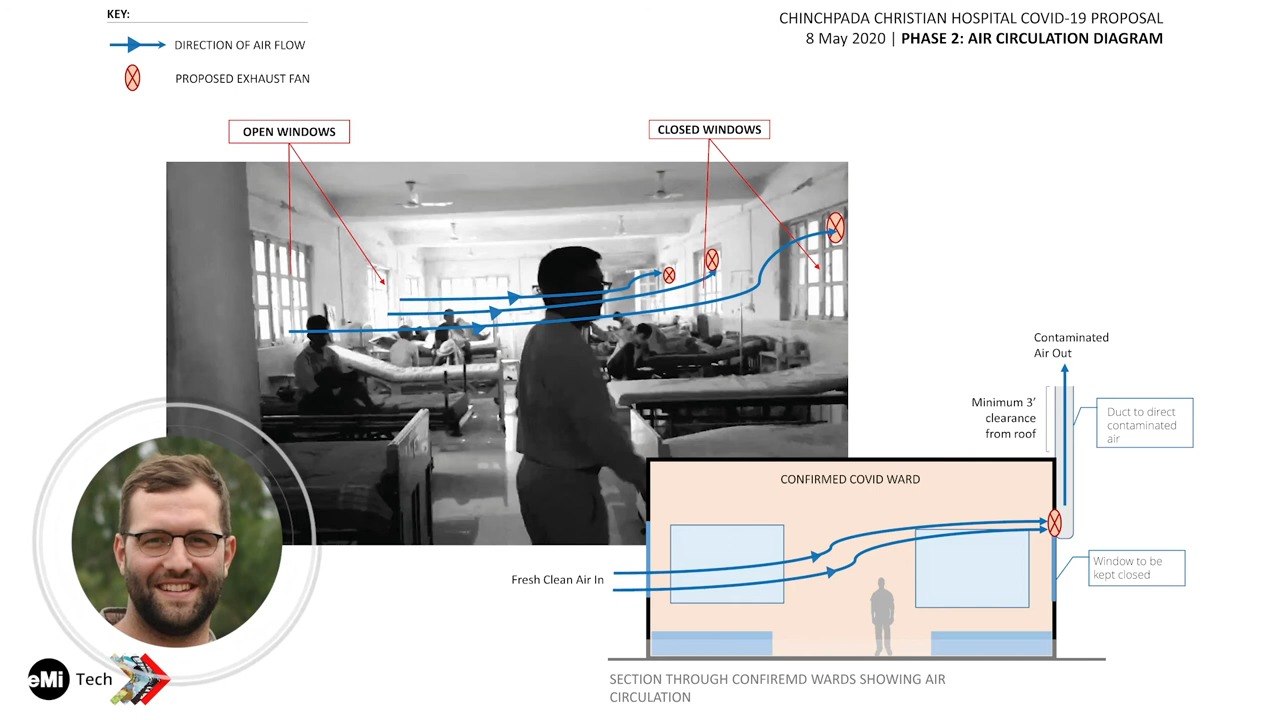 KEY:
DIRECTION OF AIR FLOW
PROPOSED EXHAUST FAN
CHINCHPADA CHRISTIAN HOSPITAL COVID-19 PROPOSAL
8 May 2020 | PHASE 2: AIR CIRCULATION DIAGRAM
OPEN WINDOWS
CLOSED WINDOWS
Contaminated
Air Out
Minimum 3’
clearance
from roof
Duct to direct
contaminated
air
CONFIRMED COVID WARD
Fresh Clean Air In
Window to be
kept closed
SECTION THROUGH CONFIREMD WARDS SHOWING AIR
CIRCULATION
eMi Tech